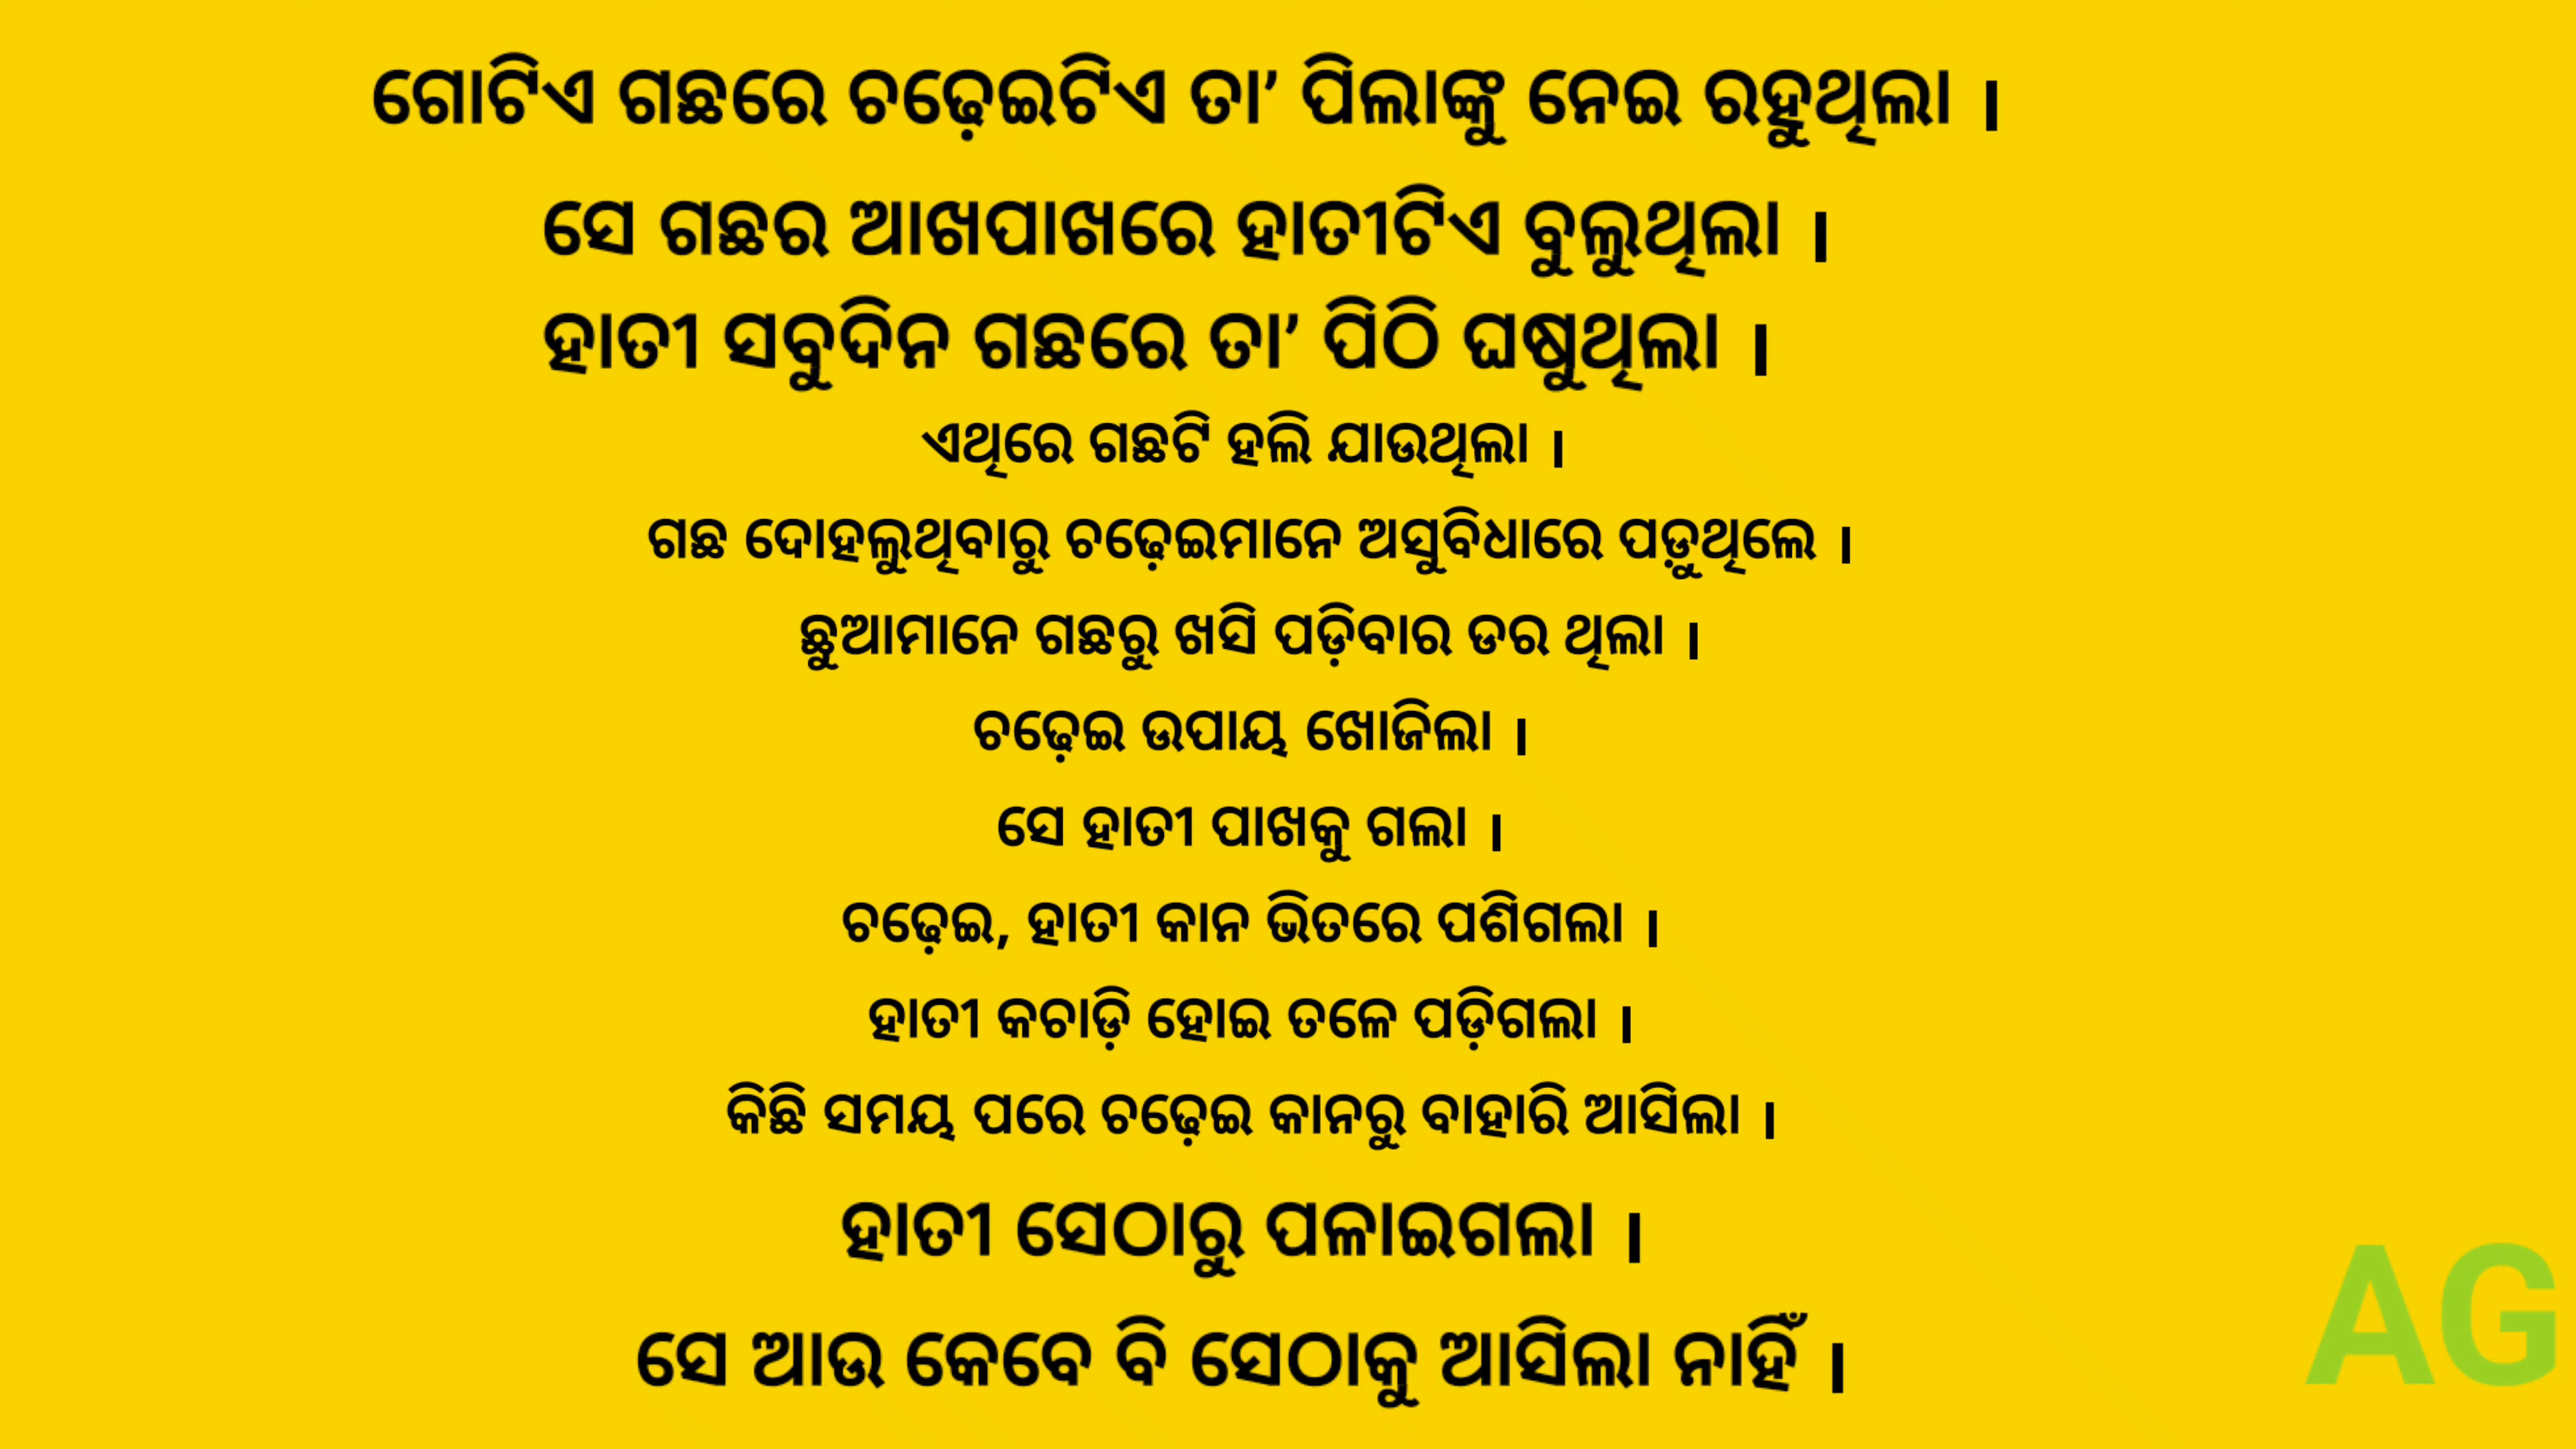 ଗୋଟିଏ ଗଛରେ ଚଢ଼େଇଟିଏ ତା’ ପିଲାଙ୍କୁ ନେଇ ରହୁଥିଲା ।
ସେ ଗଛର ଆଖପାଖରେ ହାତୀଟିଏ ବୁଲୁଥିଲା ।
ହାତୀ ସବୁଦିନ ଗଛରେ ତା’ ପିଠି ଘଷୁଥିଲା ।
ଏଥିରେ ଗଛଟି ହଲି ଯାଉଥିଲା ।
ଗଛ ଦୋହଲୁଥିବାରୁ ଚଢ଼େଇମାନେ ଅସୁବିଧାରେ ପଡ଼ୁଥିଲେ ।
ଛୁଆମାନେ ଗଛରୁ ଖସି ପଡ଼ିବାର ଡର ଥିଲା ।
ଚଢ଼େଇ ଉପାୟ ଖୋଜିଲା ।
ସେ ହାତୀ ପାଖକୁ ଗଲା ।
ଚଢ଼େଇ, ହାତୀ କାନ ଭିତରେ ପଶିଗଲା ।
ହାତୀ କଚାଡ଼ି ହୋଇ ତଳେ ପଡ଼ିଗଲା ।
କିଛି ସମୟ ପରେ ଚଢ଼େଇ କାନରୁ ବାହାରି ଆସିଲା ।
ହାତୀ ସେଠାରୁ ପଳାଇଗଲା ।
ସେ ଆଉ କେବେ ବି ସେଠାକୁ ଆସିଲା ନାହିଁ ।
AG